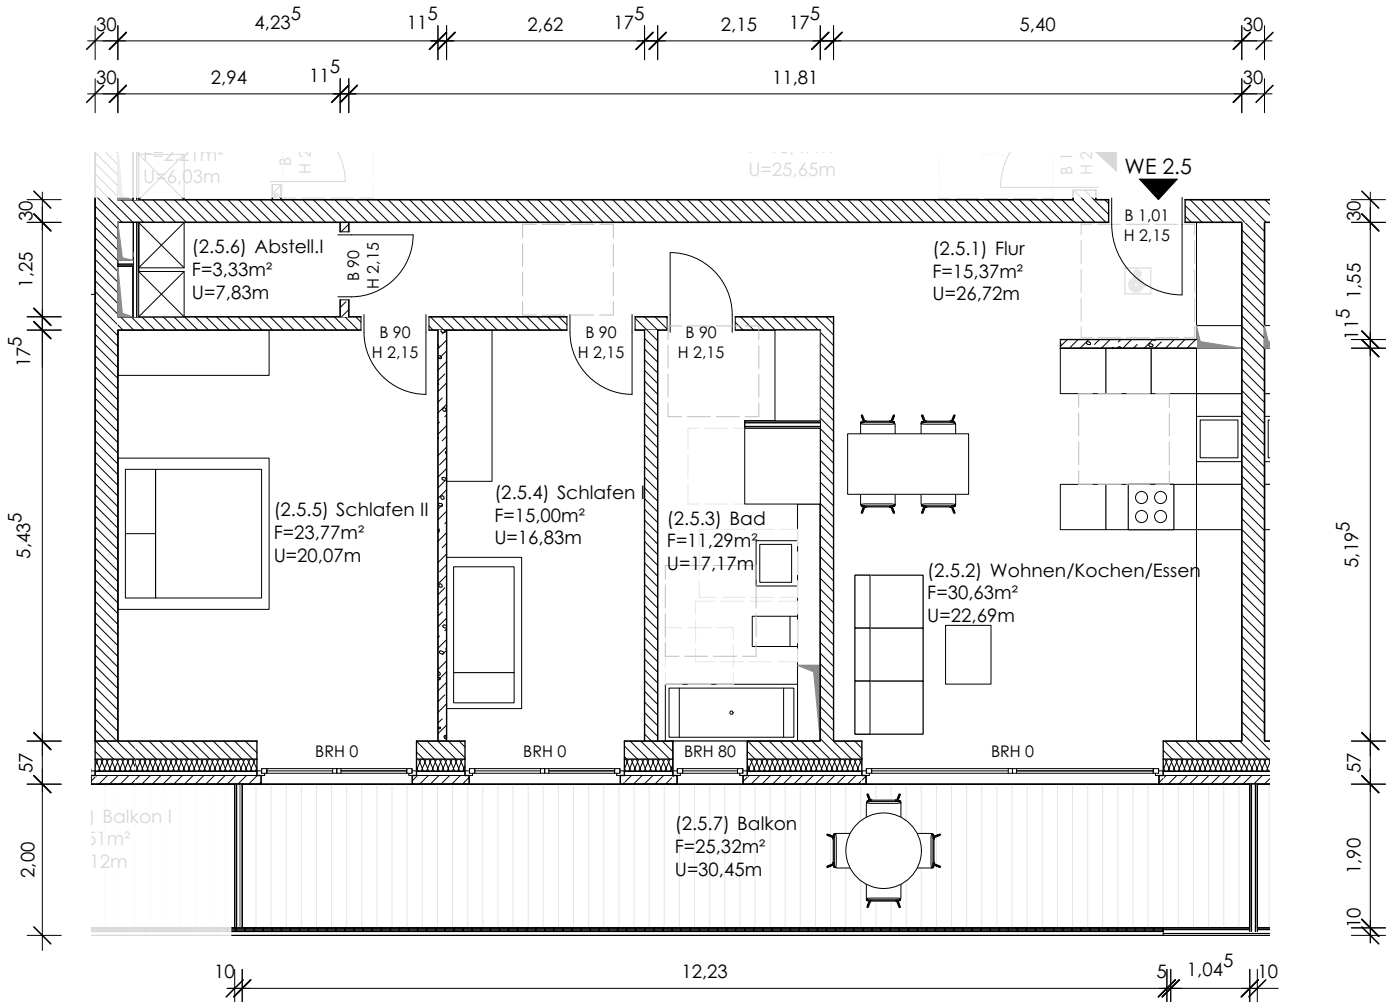 30 4,23⁵ 11⁵ 2,62 17⁵ 2,15 17⁵ 5,40 30
30 2,94 11⁵ 11,81 30
F=2,21m²
U=6,03m
U=25,65m
WE 2.5
B 1,01
H 2,15
30
1,25
17⁵
5,43⁵
57
2,00
(2.5.6) Abstell.I
F=3,33m²
U=7,83m
B 90
H 2,15
(2.5.1) Flur
F=15,37m²
U=26,72m
B 90
H 2,15
B 90
H 2,15
B 90
H 2,15
(2.5.5) Schlafen II
F=23,77m²
U=20,07m
(2.5.4) Schlafen I
F=15,00m²
U=16,83m
(2.5.3) Bad
F=11,29m²
U=17,17m
(2.5.2) Wohnen/Kochen/Essen
F=30,63m²
U=22,69m
BRH 0
BRH 0
BRH 80
BRH 0
) Balkon I
51m²
12m
(2.5.7) Balkon
F=25,32m²
U=30,45m
30
1,55
11⁵
5,19⁵
57
1,90
10
10 12,23 5 1,04⁵ 10